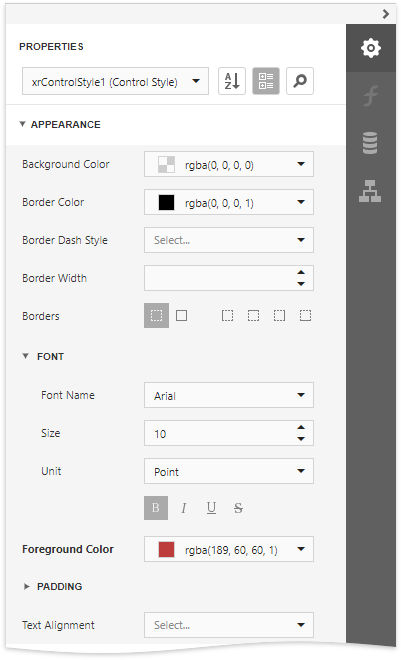 PROPERTIES
xrControlStyle1 (Control Style)
A
Z
APPEARANCE
Background Color rgba(0, 0, 0, 0)
Border Color rgba(0, 0, 0, 1)
Border Dash Style Select...
Border Width
Borders
FONT
Font Name Arial
Size 10
Unit Point
B I U S
Foreground Color rgba(189, 60, 60, 1)
PADDING
Text Alignment Select...